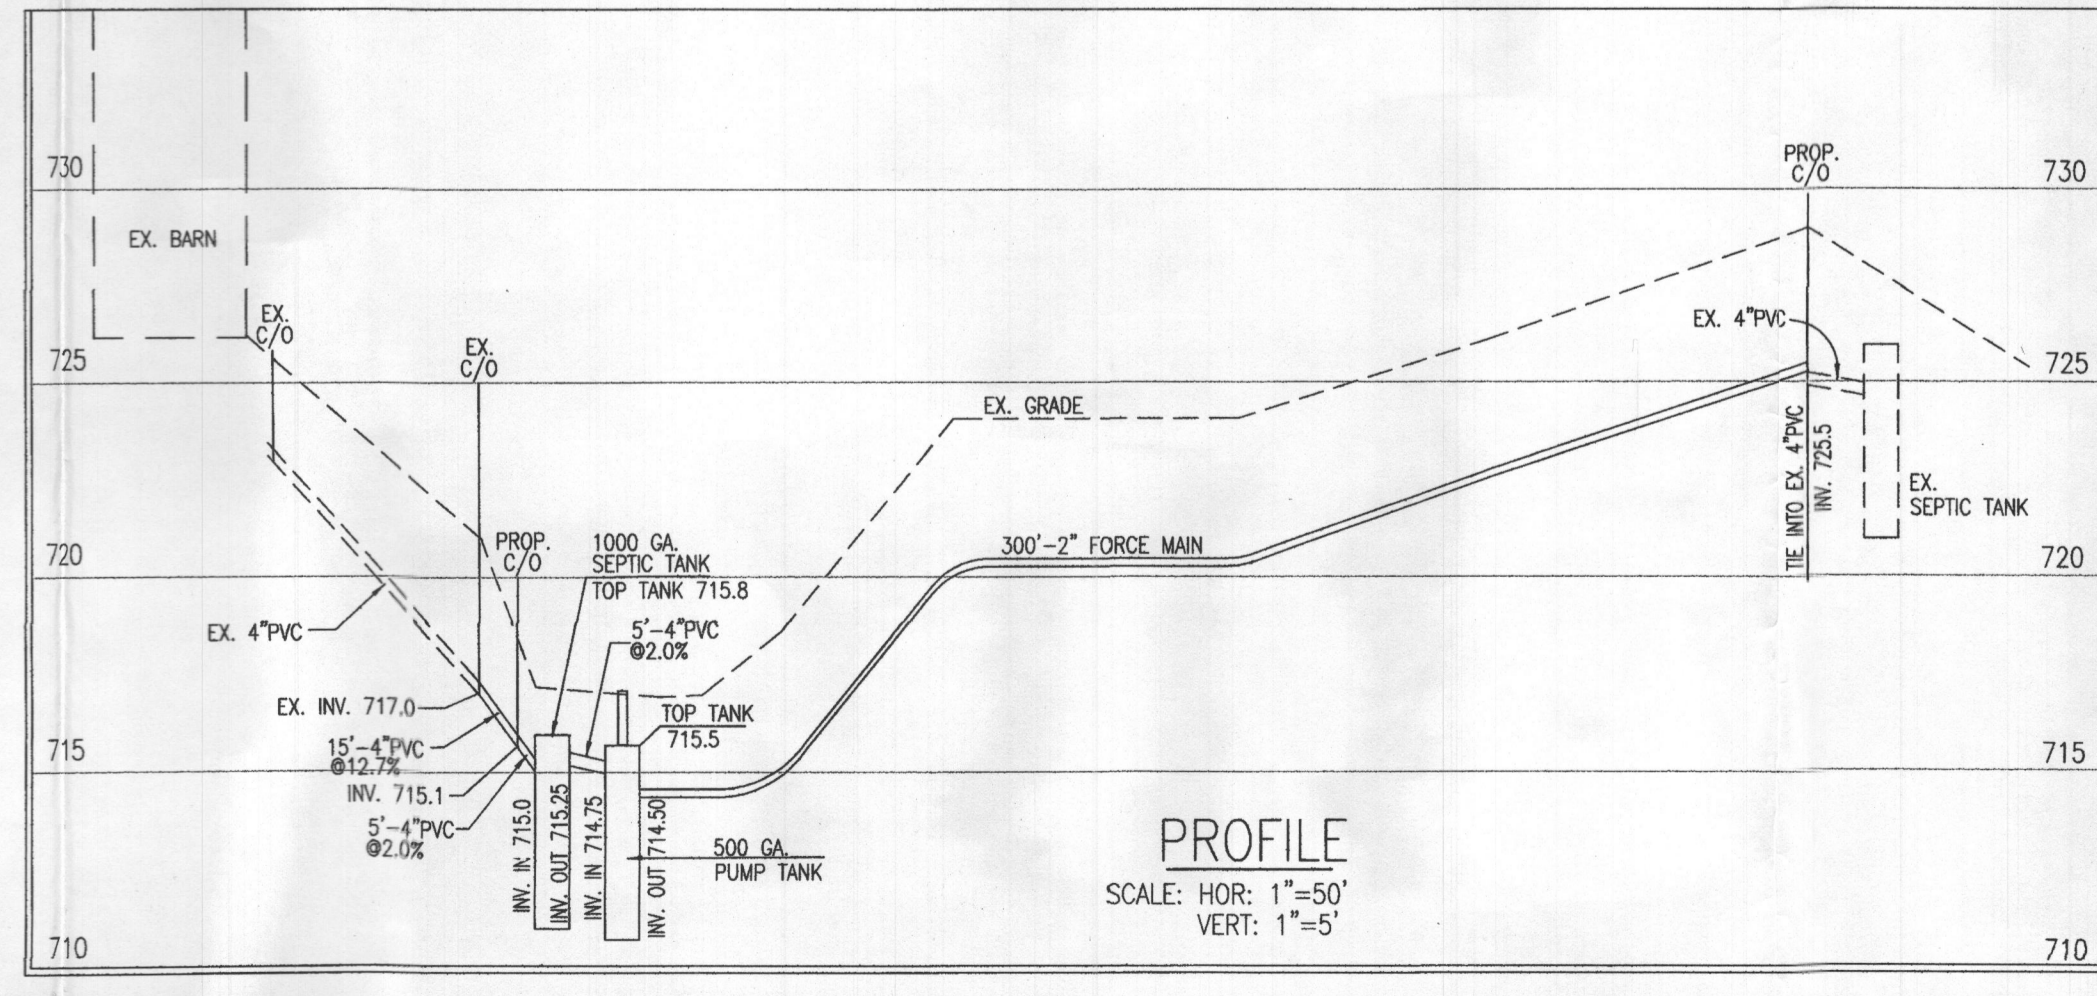 730
PROP.
C/O
730
EX. BARN
EX.
C/O
EX. 4"PVC
EX.
C/O
725
725
EX. GRADE
TIE INTO EX. 4"PVC
INV. 725.5
EX.
SEPTIC TANK
PROP.
C/O
1000 GA.
SEPTIC TANK
TOP TANK 715.8
300'-2" FORCE MAIN
720
720
EX. 4"PVC
5'-4"PVC
@2.0%
EX. INV. 717.0
TOP TANK
715.5
15'-4"PVC
@12.7%
715
715
INV. 715.1
5'-4"PVC
@2.0%
INV. IN 715.0
INV. OUT 715.25
INV. IN 714.75
INV. OUT 714.50
500 GA.
PUMP TANK
PROFILE
SCALE: HOR: 1"=50'
VERT: 1"=5'
710
710